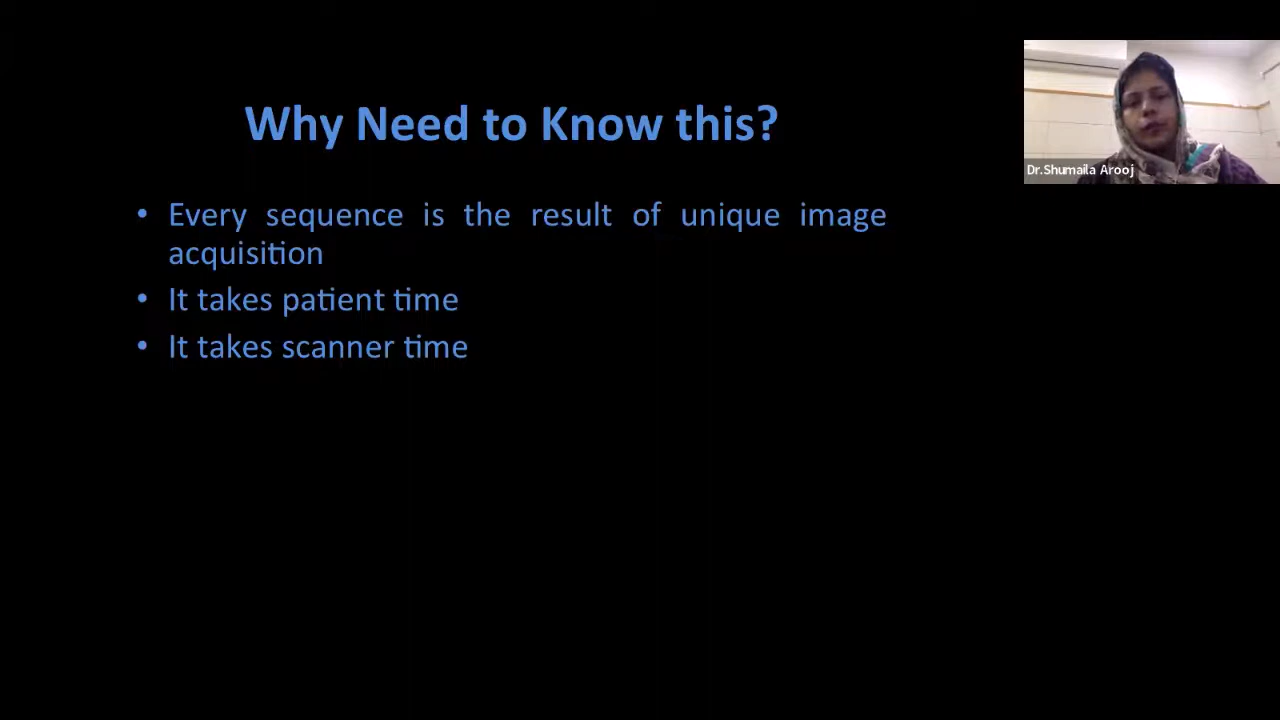 Why Need to Know this?
• Every sequence is the result of unique image
acquisition
• It takes patient time
• It takes scanner time
Dr.Shumaila Arooj